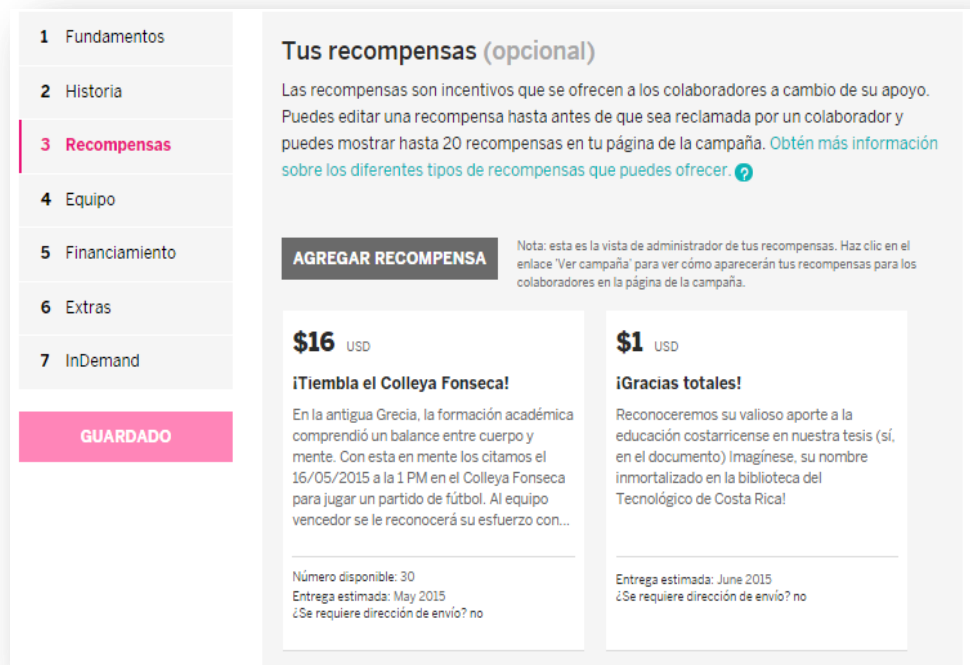 1 Fundamentos
2 Historia
3 Recompensas
4 Equipo
5 Financiamiento
6 Extras
7 InDemand
GUARDADO
Tus recompensas (opcional)
Las recompensas son incentivos que se ofrecen a los colaboradores a cambio de su apoyo.
Puedes editar una recompensa hasta antes de que sea reclamada por un colaborador y
puedes mostrar hasta 20 recompensas en tu página de la campaña. Obtén más información
sobre los diferentes tipos de recompensas que puedes ofrecer. ?
AGREGAR RECOMPENSA
Nota: esta es la vista de administrador de tus recompensas. Haz clic en el
enlace 'Ver campaña' para ver cómo aparecerán tus recompensas para los
colaboradores en la página de la campaña.
$16 USD
¡Tiembla el Colleya Fonseca!
En la antigua Grecia, la formación académica
comprendió un balance entre cuerpo y
mente. Con esta en mente los citamos el
16/05/2015 a la 1 PM en el Colleya Fonseca
para jugar un partido de fútbol. Al equipo
vencedor se le reconocerá su esfuerzo con...
Número disponible: 30
Entrega estimada: May 2015
¿Se requiere dirección de envío? no
$1 USD
¡Gracias totales!
Reconoceremos su valioso aporte a la
educación costarricense en nuestra tesis (sí,
en el documento) Imagínese, su nombre
inmortalizado en la biblioteca del
Tecnológico de Costa Rica!
Entrega estimada: June 2015
¿Se requiere dirección de envío? no